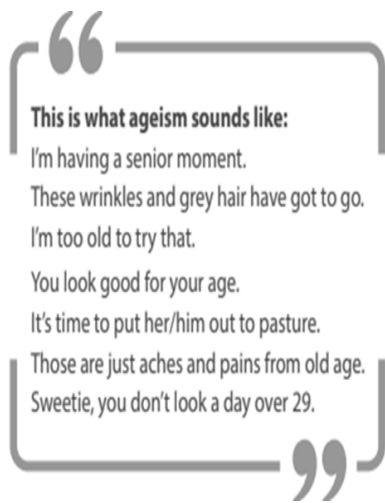 This is what ageism sounds like:
I'm having a senior moment.
These wrinkles and grey hair have got to go.
I'm too old to try that.
You look good for your age.
It's time to put her/him out to pasture.
Those are just aches and pains from old age.
Sweetie, you don't look a day over 29.